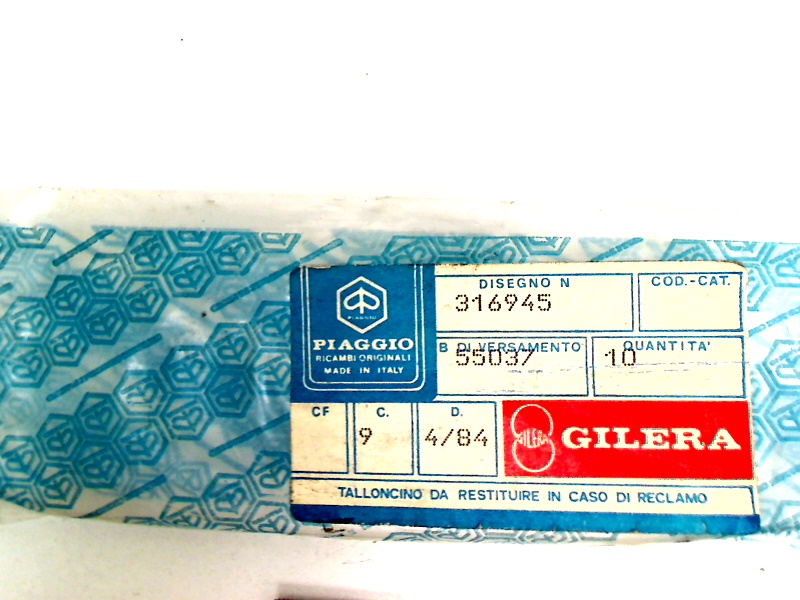 PIAGGIO
PIAGGIO
RICAMBI ORIGINALI
MADE IN ITALY
DISEGNO N
316945
COD.-CAT.
B DI VERSAMENTO
55037
QUANTITA'
10
CF
C.
9
D.
4/84
GILERA
GILERA
TALLONCINO DA RESTITUIRE IN CASO DI RECLAMO